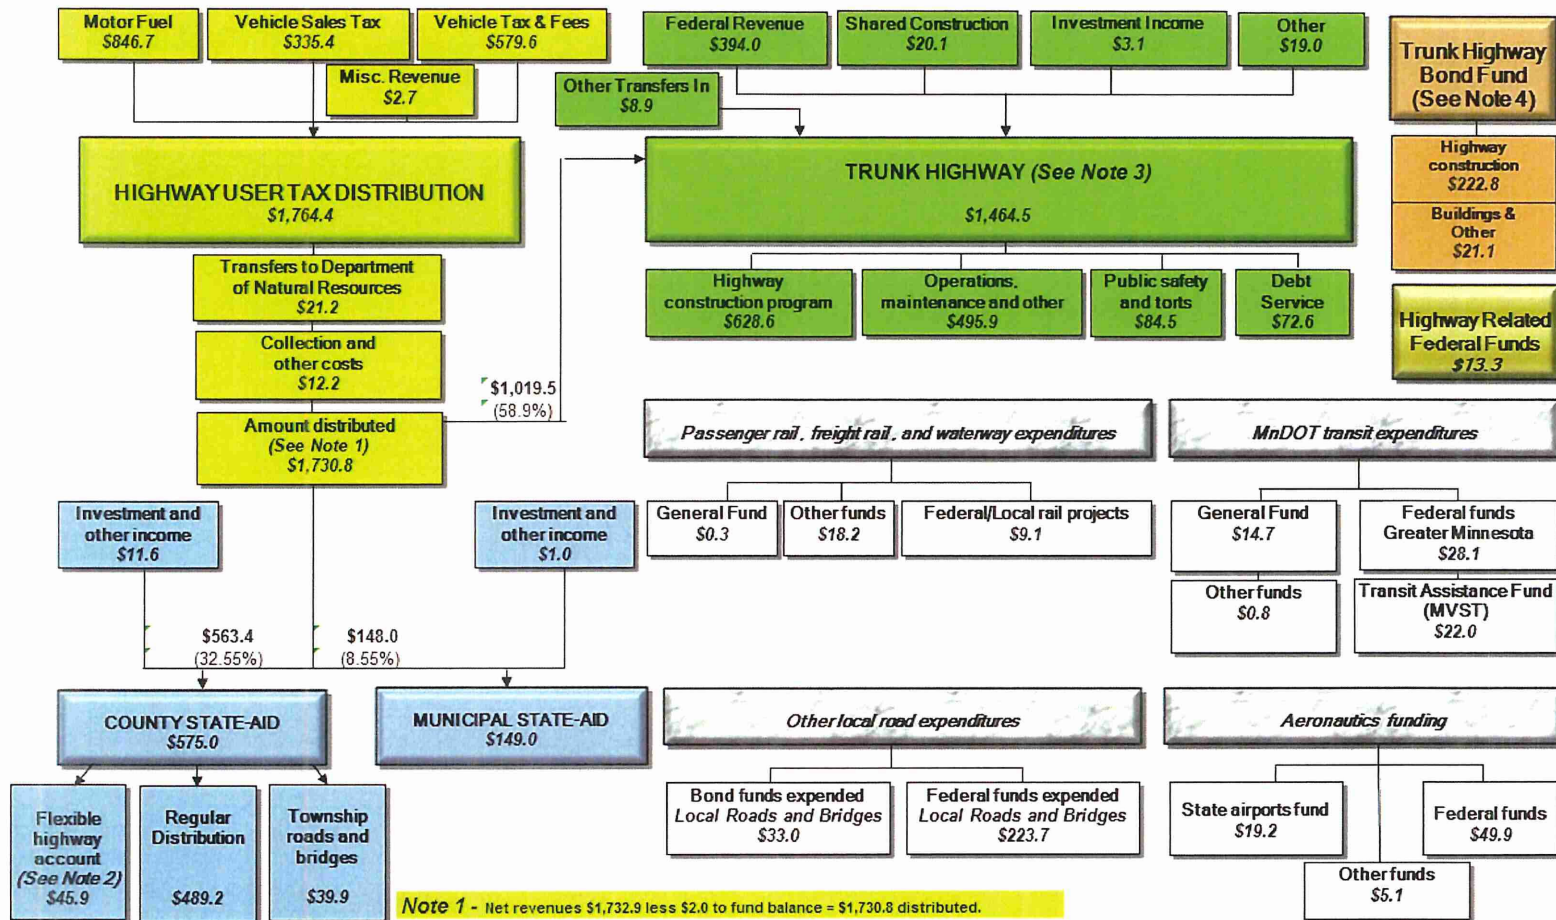 Motor Fuel
$846.7
Vehicle Sales Tax
$335.4
Vehicle Tax & Fees
$579.6
Misc. Revenue
$2.7
HIGHWAY USER TAX DISTRIBUTION
$1,764.4
Transfers to Department
of Natural Resources
$21.2
Collection and
other costs
$12.2
Amount distributed
(See Note 1)
$1,730.8
$1,019.5
(58.9%)
Federal Revenue
$394.0
Shared Construction
$20.1
Investment Income
$3.1
Other
$19.0
Other Transfers In
$8.9
TRUNK HIGHWAY (See Note 3)
$1,464.5
Highway
construction program
$628.6
Operations,
maintenance and other
$495.9
Public safety
and torts
$84.5
Debt
Service
$72.6
Trunk Highway
Bond Fund
(See Note 4)
Highway
construction
$222.8
Buildings &
Other
$21.1
Highway Related
Federal Funds
$13.3
Passenger rail, freight rail, and waterway expenditures
General Fund
$0.3
Other funds
$18.2
Federal/Local rail projects
$9.1
MnDOT transit expenditures
General Fund
$14.7
Federal funds
Greater Minnesota
$28.1
Other funds
$0.8
Transit Assistance Fund
(MVST)
$22.0
Investment and
other income
$11.6
Investment and
other income
$1.0
$563.4
(32.55%)
$148.0
(8.55%)
COUNTY STATE-AID
$575.0
MUNICIPAL STATE-AID
$149.0
Flexible
highway
account
(See Note 2)
$45.9
Regular
Distribution
$489.2
Township
roads and
bridges
$39.9
Other local road expenditures
Bond funds expended
Local Roads and Bridges
$33.0
Federal funds expended
Local Roads and Bridges
$223.7
Aeronautics funding
State airports fund
$19.2
Federal funds
$49.9
Other funds
$5.1
Note 1 - Net revenues $1,732.9 less $2.0 to fund balance = $1,730.8 distributed.